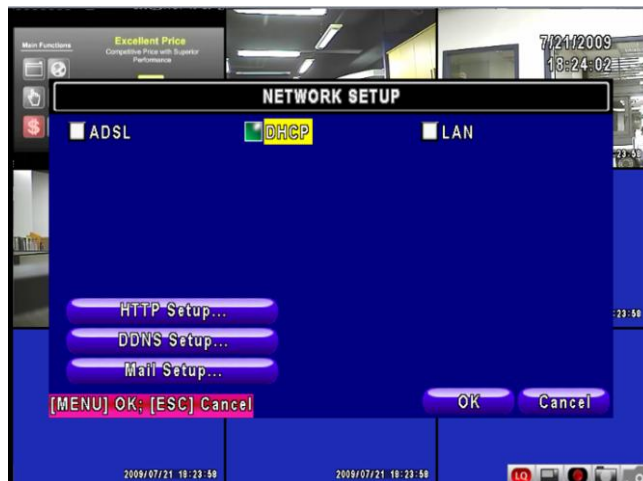 Main Functions
Excellent Price
Competitive Price with Superior
Performance
7/21/2009
18:24:02
NETWORK SETUP
ADSL
DHCP
LAN
HTTP Setup...
DDNS Setup...
Mail Setup...
[MENU] OK; [ESC] Cancel
OK
Cancel
2009/07/21 18:23:58
2009/07/21 18:23:58
LQ